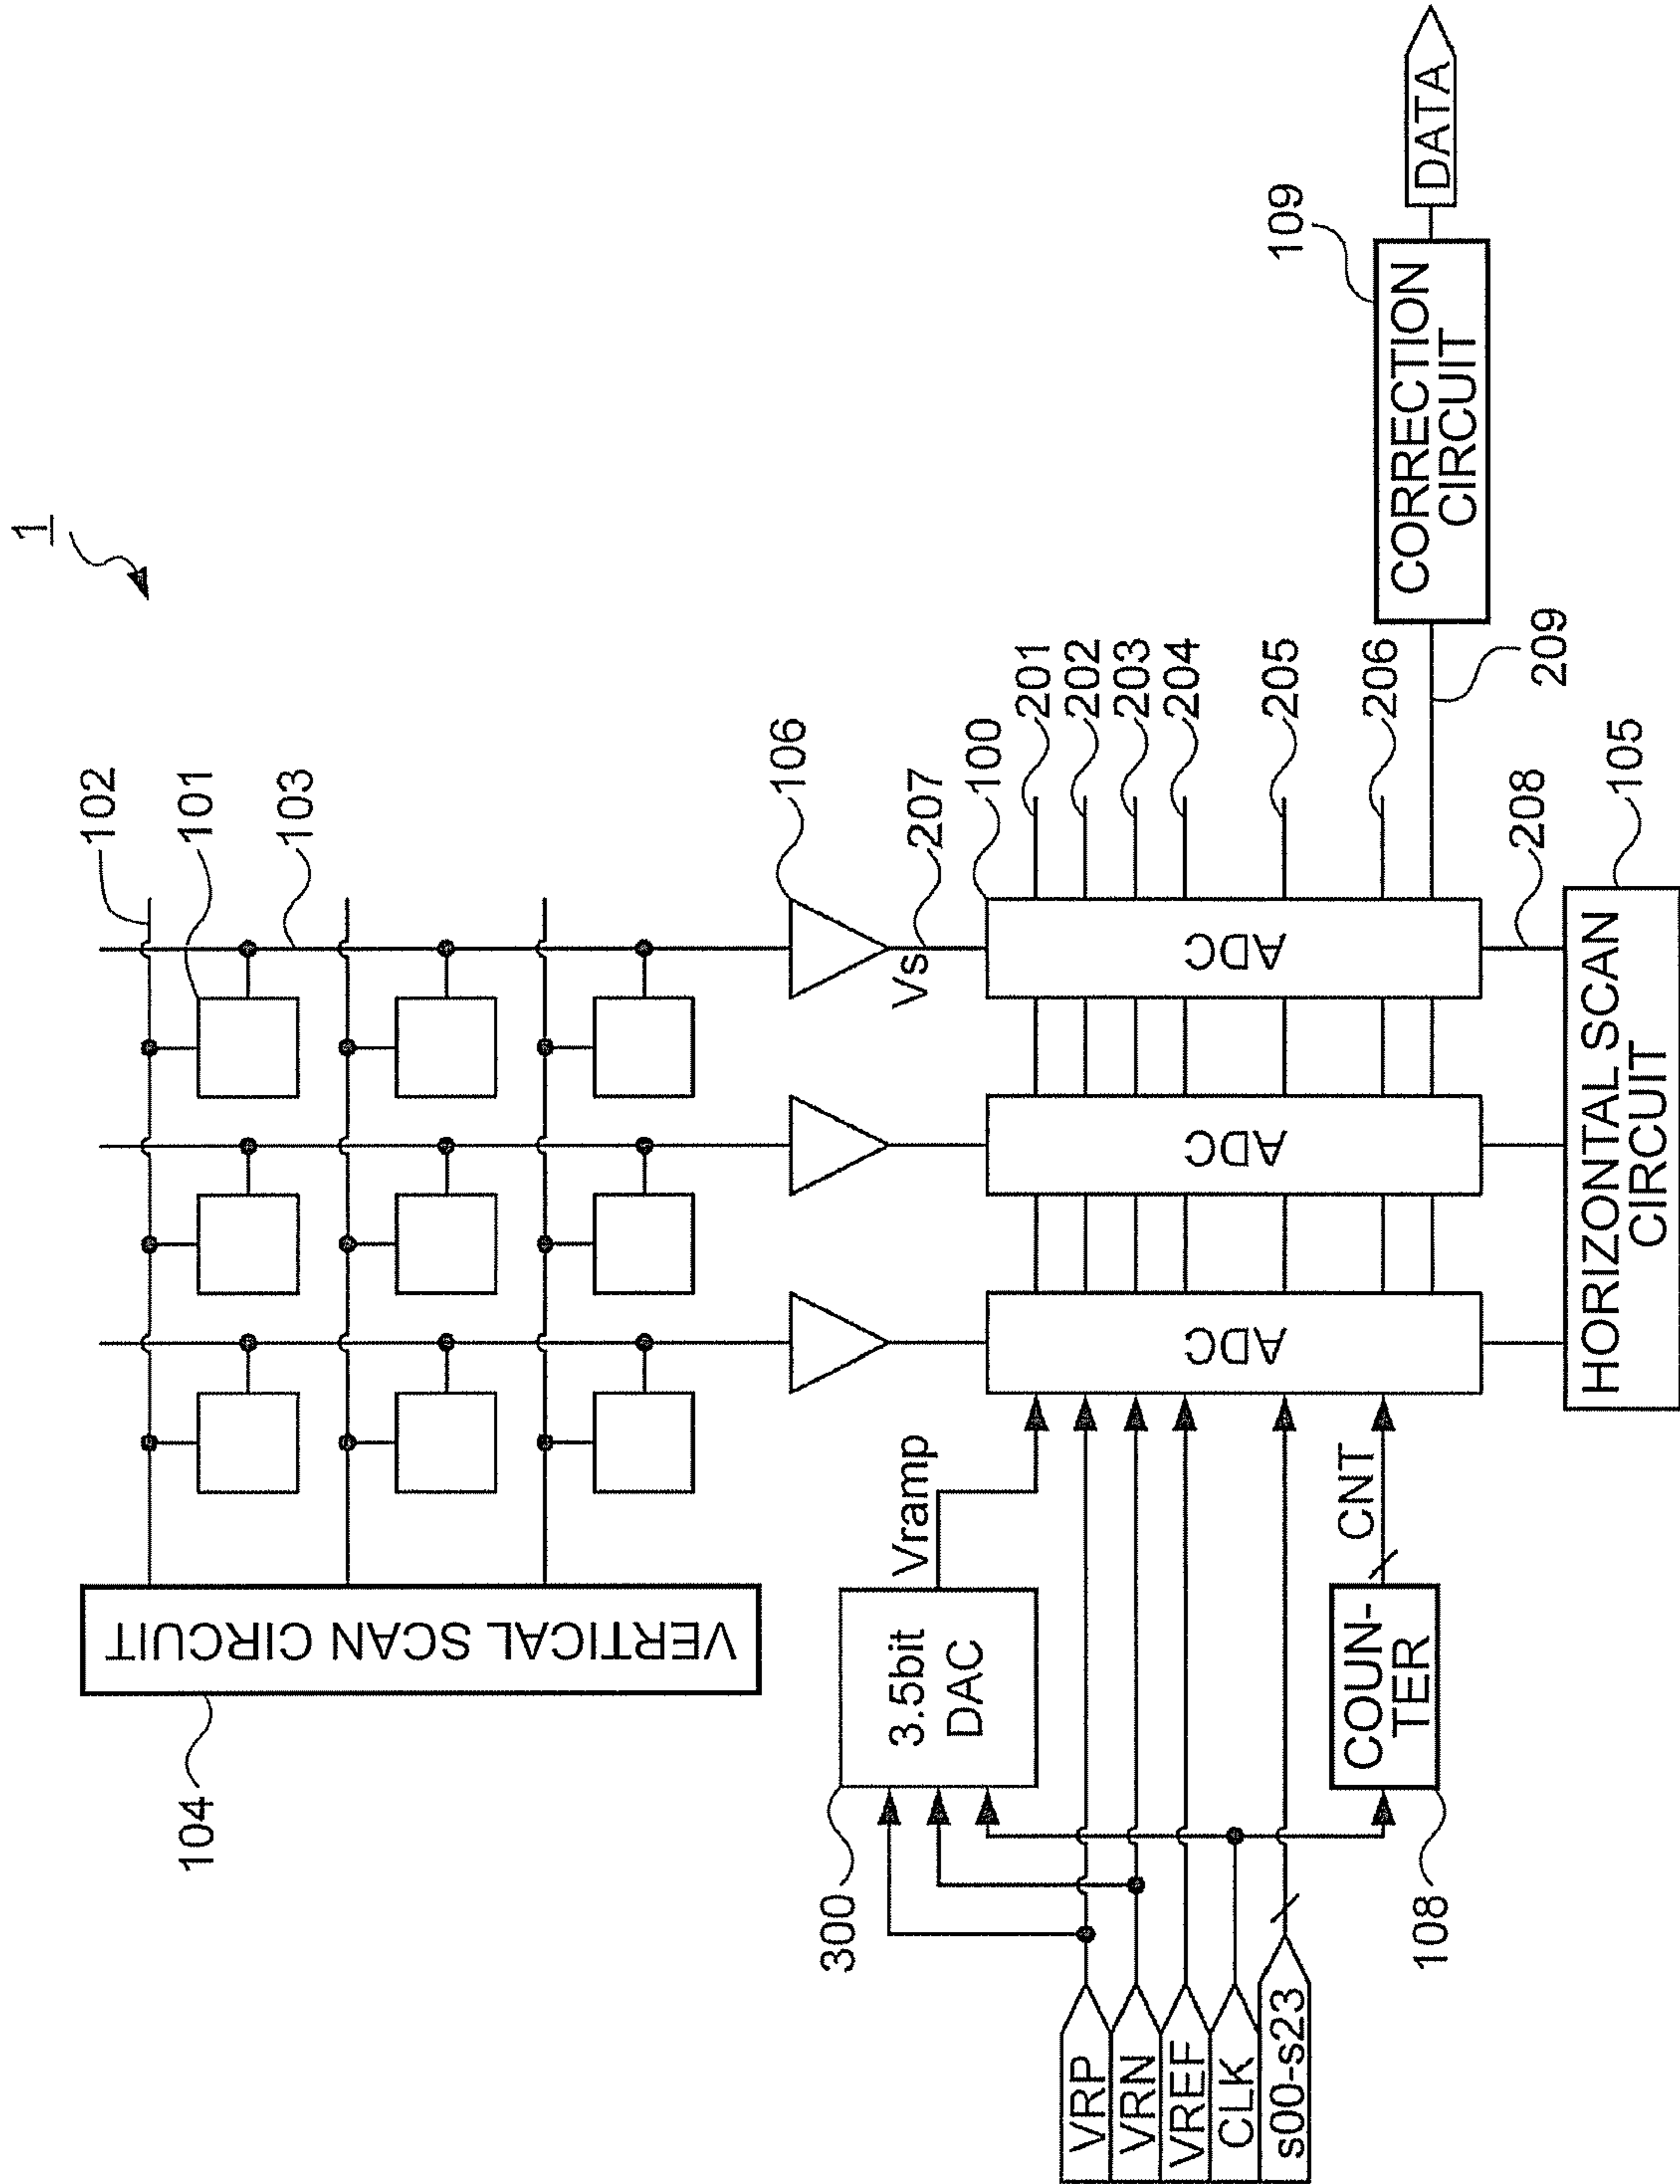 1
102
101
103
VERTICAL SCAN CIRCUIT
104
106
Vs
207
100
201
202
203
204
205
206
ADC
ADC
ADC
Vramp
3.5bit
DAC
300
VRP
VRN
VREF
CLK
s00-s23
COUN-
TER
108
CNT
109
CORRECTION
CIRCUIT
DATA
209
208
105
HORIZONTAL SCAN
CIRCUIT